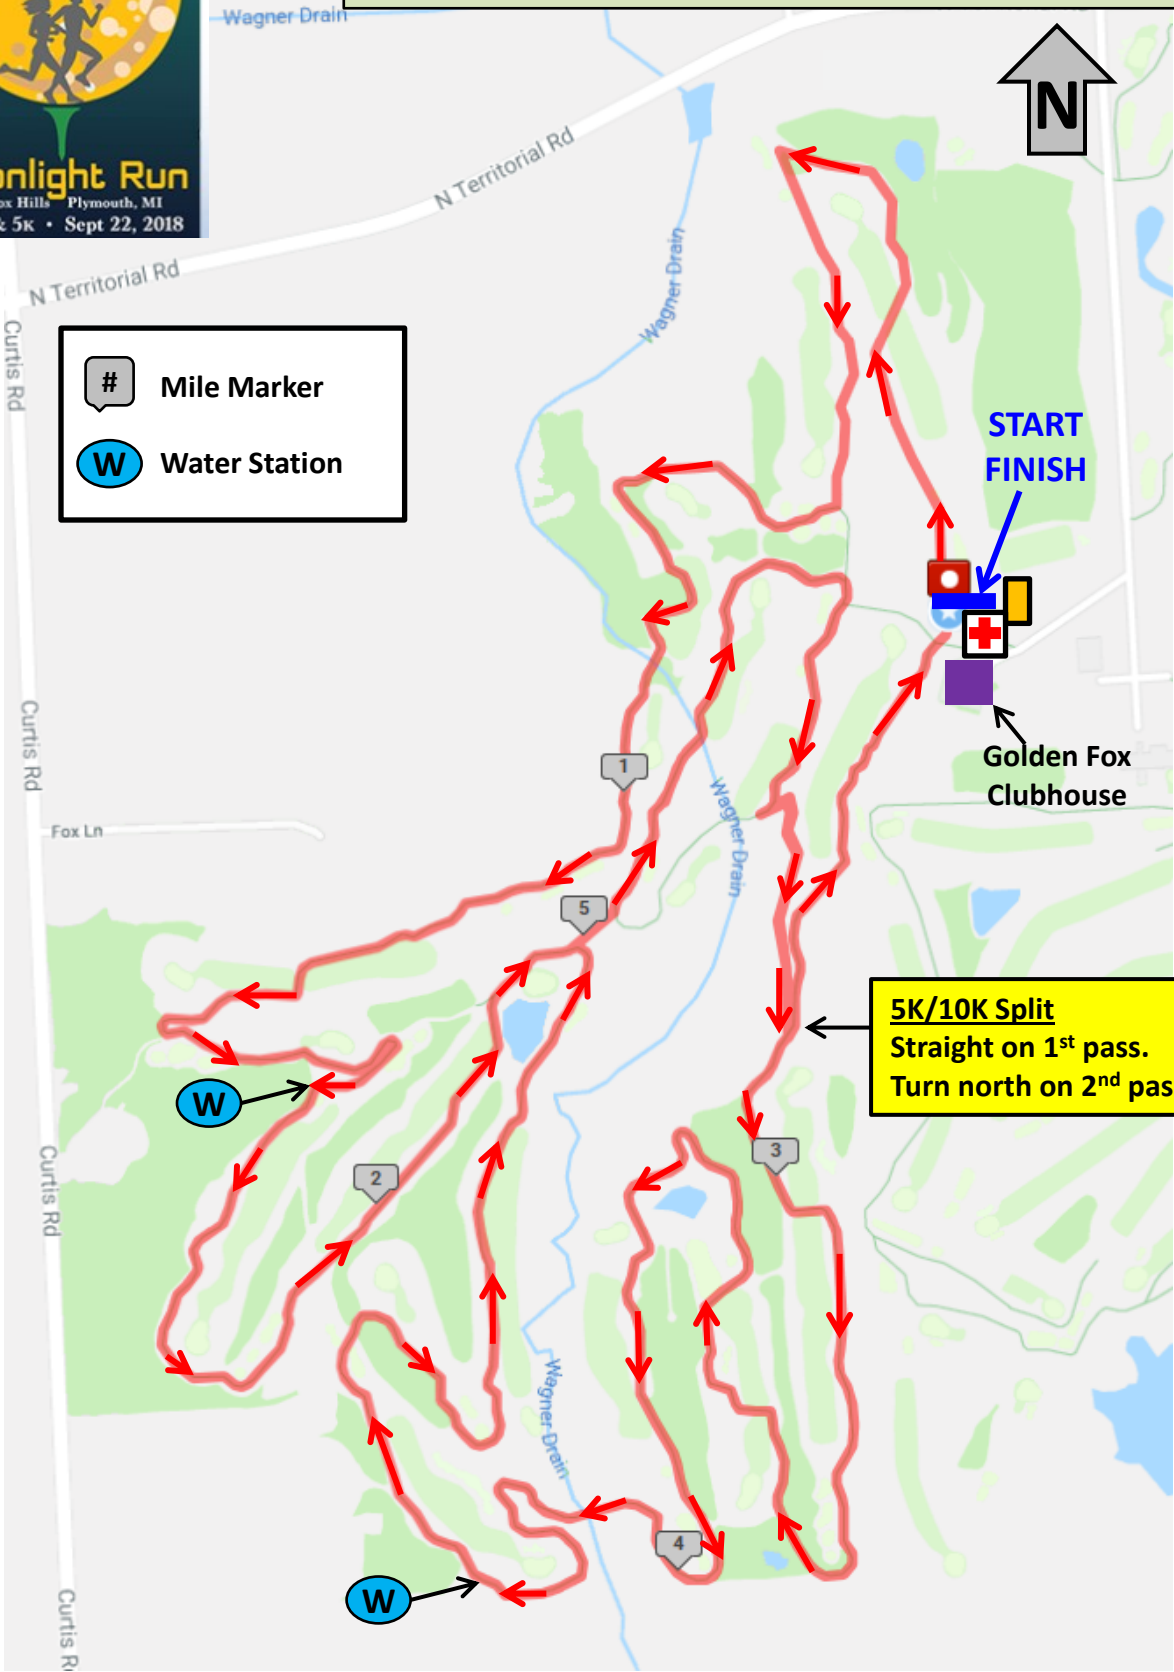 Wagner Drain
N
N Territorial Rd
onlight Run
ox Hills Plymouth, MI
& 5K • Sept 22, 2018
N Territorial Rd
Wagner Drain
Curtis Rd
#
Mile Marker
W
Water Station
START
FINISH
Golden Fox
Clubhouse
1
Curtis Rd
Fox Ln
Wagner Drain
5
5K/10K Split
Straight on 1st pass.
Turn north on 2nd pas
W
2
3
Curtis Rd
Wagner Drain
4
W
Curtis R